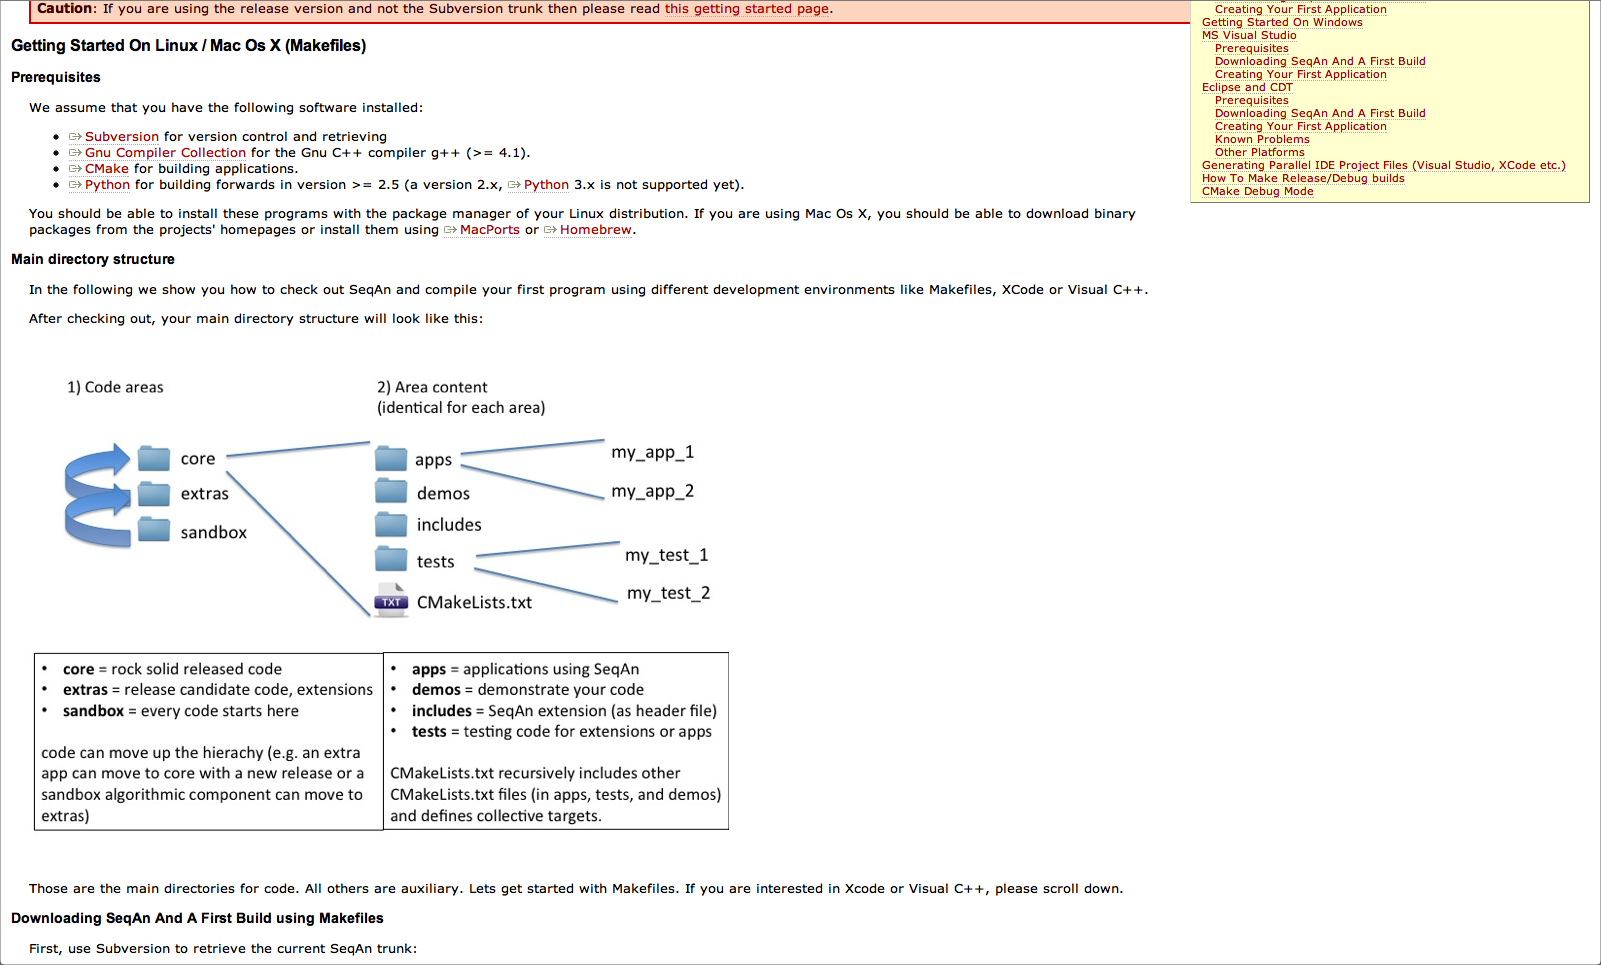 Caution: If you are using the release version and not the Subversion trunk then please read this getting started page.
Creating Your First Application
Getting Started On Windows
MS Visual Studio
Prerequisites
Downloading SeqAn And A First Build
Creating Your First Application
Eclipse and CDT
Prerequisites
Downloading SeqAn And A First Build
Creating Your First Application
Known Problems
Other Platforms
Generating Parallel IDE Project Files (Visual Studio, XCode etc.)
How To Make Release/Debug builds
CMake Debug Mode
Getting Started On Linux / Mac Os X (Makefiles)
Prerequisites
We assume that you have the following software installed:
• Subversion for version control and retrieving
• Gnu Compiler Collection for the Gnu C++ compiler g++ (>= 4.1).
• CMake for building applications.
• Python for building forwards in version >= 2.5 (a version 2.x, Python 3.x is not supported yet).
You should be able to install these programs with the package manager of your Linux distribution. If you are using Mac Os X, you should be able to download binary
packages from the projects' homepages or install them using MacPorts or Homebrew.
Main directory structure
In the following we show you how to check out SeqAn and compile your first program using different development environments like Makefiles, XCode or Visual C++.
After checking out, your main directory structure will look like this:
1) Code areas
core
extras
sandbox
2) Area content
(identical for each area)
apps
demos
includes
tests
TXT CMakeLists.txt
my_app_1
my_app_2
my_test_1
my_test_2
• core = rock solid released code
• extras = release candidate code, extensions
• sandbox = every code starts here
code can move up the hierachy (e.g. an extra
app can move to core with a new release or a
sandbox algorithmic component can move to
extras)
• apps = applications using SeqAn
• demos = demonstrate your code
• includes = SeqAn extension (as header file)
• tests = testing code for extensions or apps
CMakeLists.txt recursively includes other
CMakeLists.txt files (in apps, tests, and demos)
and defines collective targets.
Those are the main directories for code. All others are auxiliary. Lets get started with Makefiles. If you are interested in Xcode or Visual C++, please scroll down.
Downloading SeqAn And A First Build using Makefiles
First, use Subversion to retrieve the current SeqAn trunk: